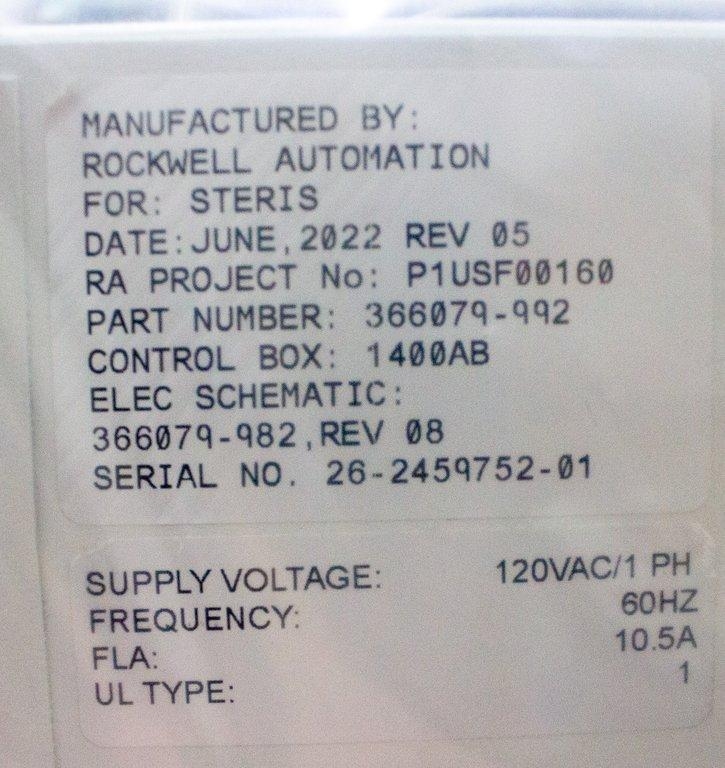 MANUFACTURED BY:
ROCKWELL AUTOMATION
FOR: STERIS
DATE:JUNE,2022 REV 05
RA PROJECT No: P1USF00160
PART NUMBER: 366079-992
CONTROL BOX: 1400AB
ELEC SCHEMATIC:
366079-982,REV 08
SERIAL NO. 26-2459752-01
SUPPLY VOLTAGE: 120VAC/1 PH
FREQUENCY: 60HZ
FLA: 10.5A
UL TYPE: 1